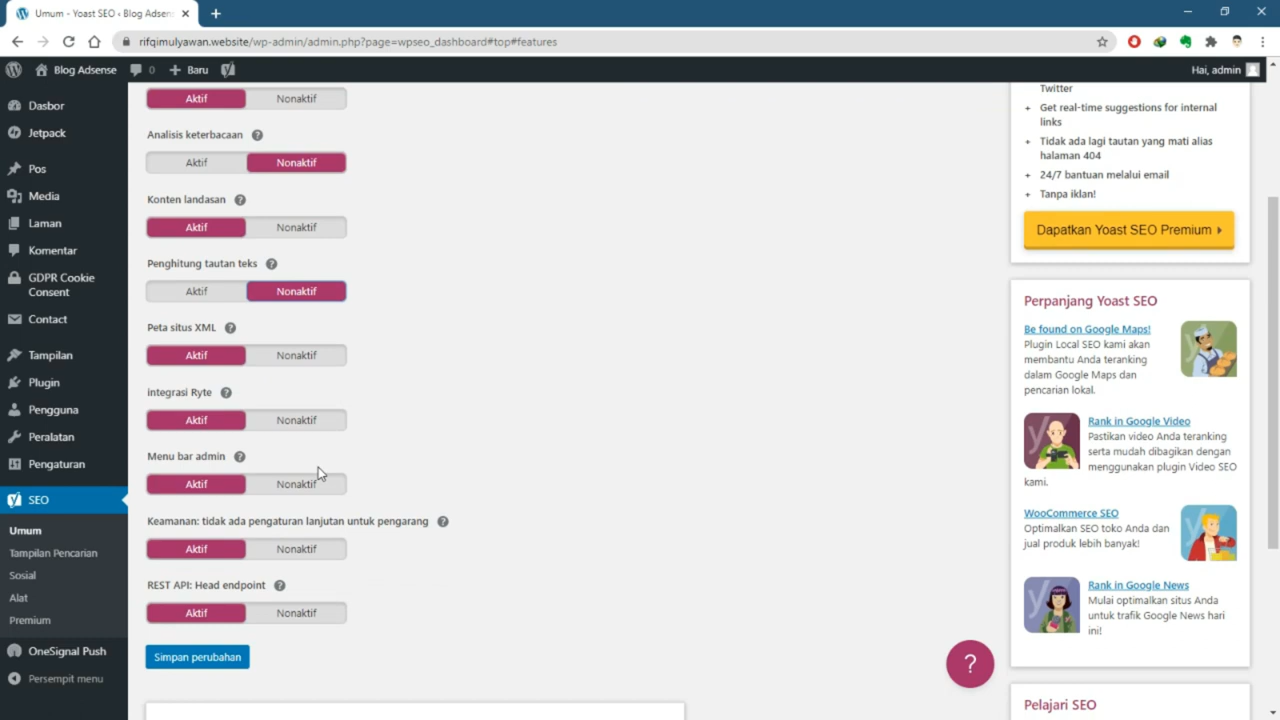 Umum - Yoast SEO ‹ Blog Adsens
rifqimulyawan.website/wp-admin/admin.php?page=wpseo_dashboard#top#features
Blog Adsense
0
Baru
Hai, admin
Dasbor
Jetpack
Pos
Media
Laman
Komentar
GDPR Cookie
Consent
Contact
Tampilan
Plugin
Pengguna
Peralatan
Pengaturan
SEO
Umum
Tampilan Pencarian
Sosial
Alat
Premium
OneSignal Push
Persempit menu
Aktif
Nonaktif
Analisis keterbacaan ?
Aktif
Nonaktif
Konten landasan ?
Aktif
Nonaktif
Penghitung tautan teks ?
Aktif
Nonaktif
Peta situs XML ?
Aktif
Nonaktif
integrasi Ryte ?
Aktif
Nonaktif
Menu bar admin ?
Aktif
Nonaktif
Keamanan: tidak ada pengaturan lanjutan untuk pengarang ?
Aktif
Nonaktif
REST API: Head endpoint ?
Aktif
Nonaktif
Simpan perubahan
Twitter
+ Get real-time suggestions for internal
links
+ Tidak ada lagi tautan yang mati alias
halaman 404
+ 24/7 bantuan melalui email
+ Tanpa iklan!
Dapatkan Yoast SEO Premium
Perpanjang Yoast SEO
Be found on Google Maps!
Plugin Local SEO kami akan
membantu Anda teranking
dalam Google Maps dan
pencarian lokal.
Rank in Google Video
Pastikan video Anda teranking
serta mudah dibagikan dengan
menggunakan plugin Video SEO
kami.
WooCommerce SEO
Optimalkan SEO toko Anda dan
jual produk lebih banyak!
Rank in Google News
Mulai optimalkan situs Anda
untuk trafik Google News hari
ini!
?
Pelajari SEO